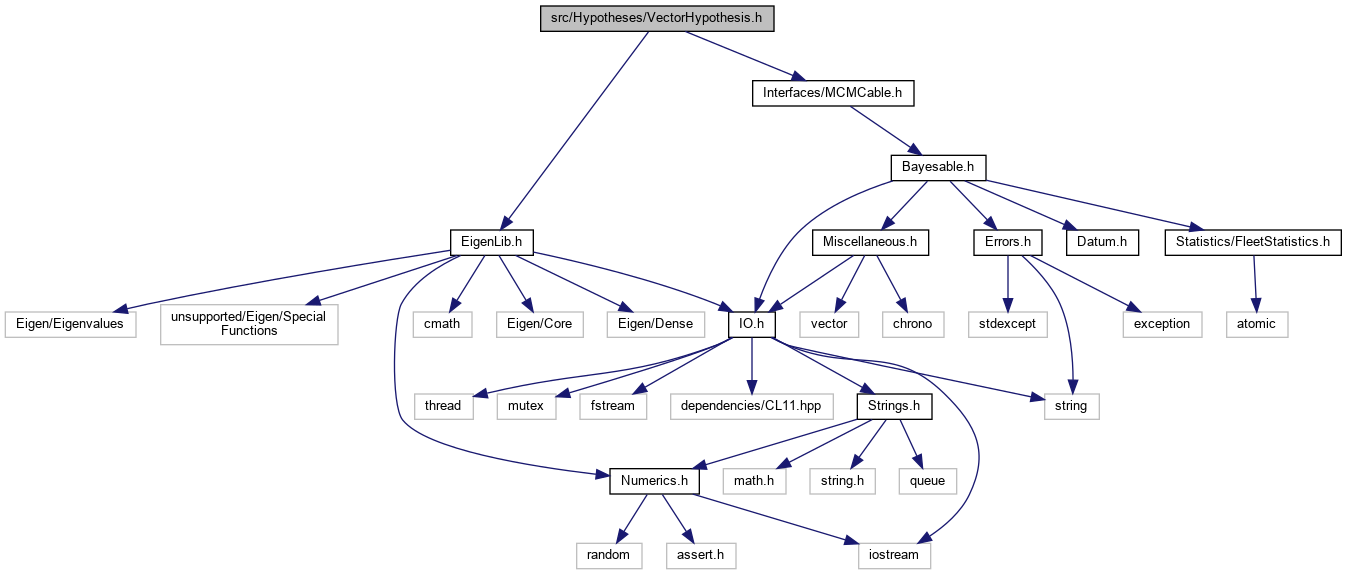 src/Hypotheses/VectorHypothesis.h
Interfaces/MCMCable.h
Bayesable.h
EigenLib.h
Miscellaneous.h
Errors.h
Datum.h
Statistics/FleetStatistics.h
Eigen/Eigenvalues
unsupported/Eigen/Special
Functions
cmath
Eigen/Core
Eigen/Dense
IO.h
vector
chrono
stdexcept
exception
atomic
thread
mutex
fstream
dependencies/CL11.hpp
Strings.h
string
Numerics.h
math.h
string.h
queue
random
assert.h
iostream